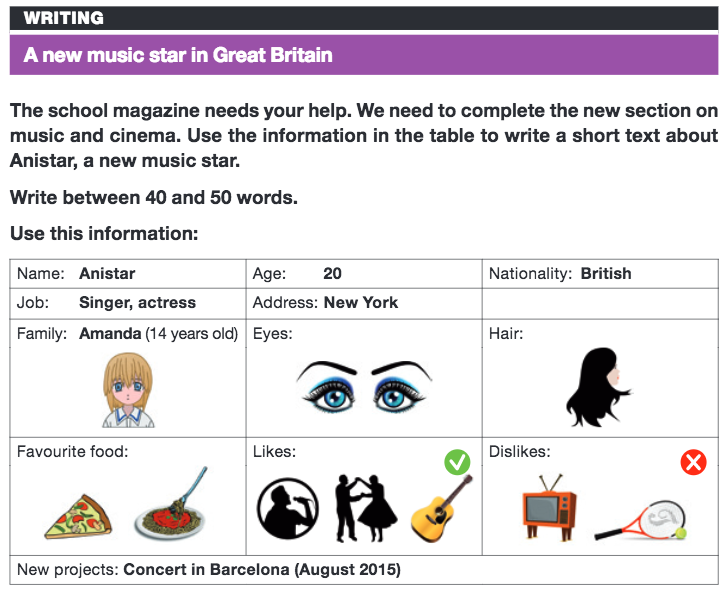 WRITING
A new music star in Great Britain
The school magazine needs your help. We need to complete the new section on
music and cinema. Use the information in the table to write a short text about
Anistar, a new music star.
Write between 40 and 50 words.
Use this information:
Name: Anistar
Age: 20
Nationality: British
Job: Singer, actress
Address: New York
Family: Amanda (14 years old)
Eyes:
Hair:
Favourite food:
Likes:
Dislikes:
New projects: Concert in Barcelona (August 2015)